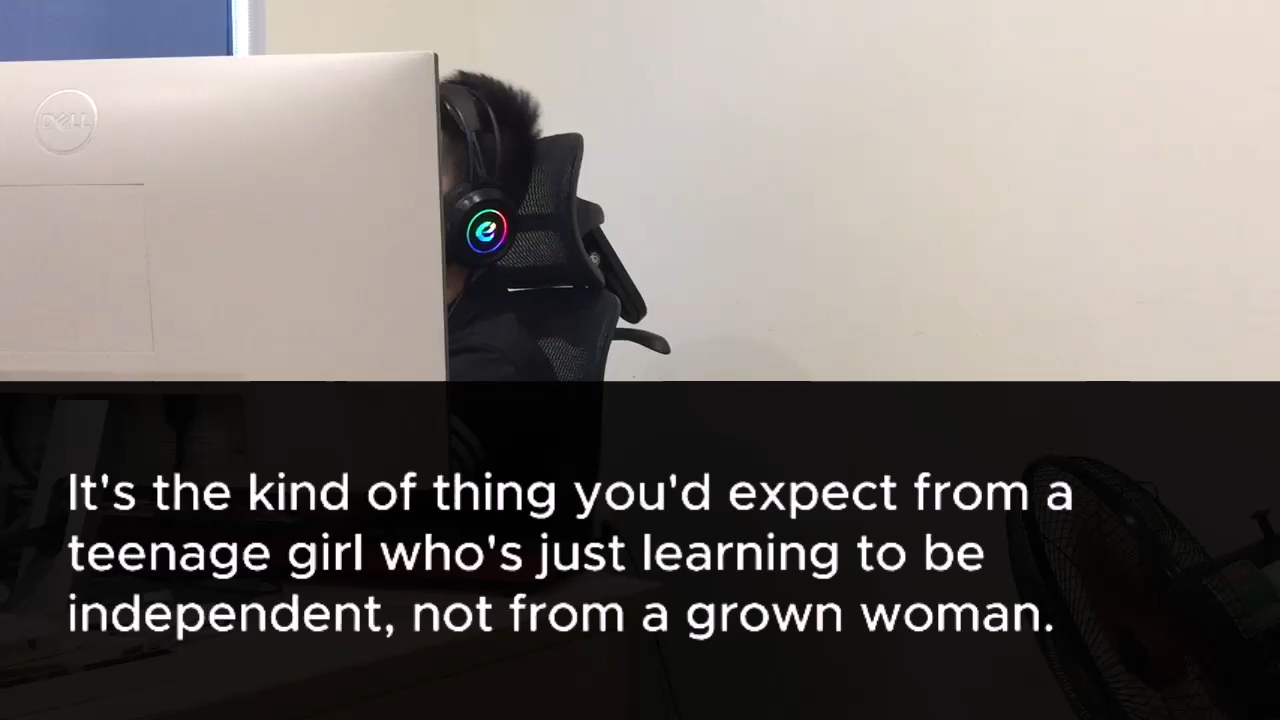 DELL
It's the kind of thing you'd expect from a
teenage girl who's just learning to be
independent, not from a grown woman.